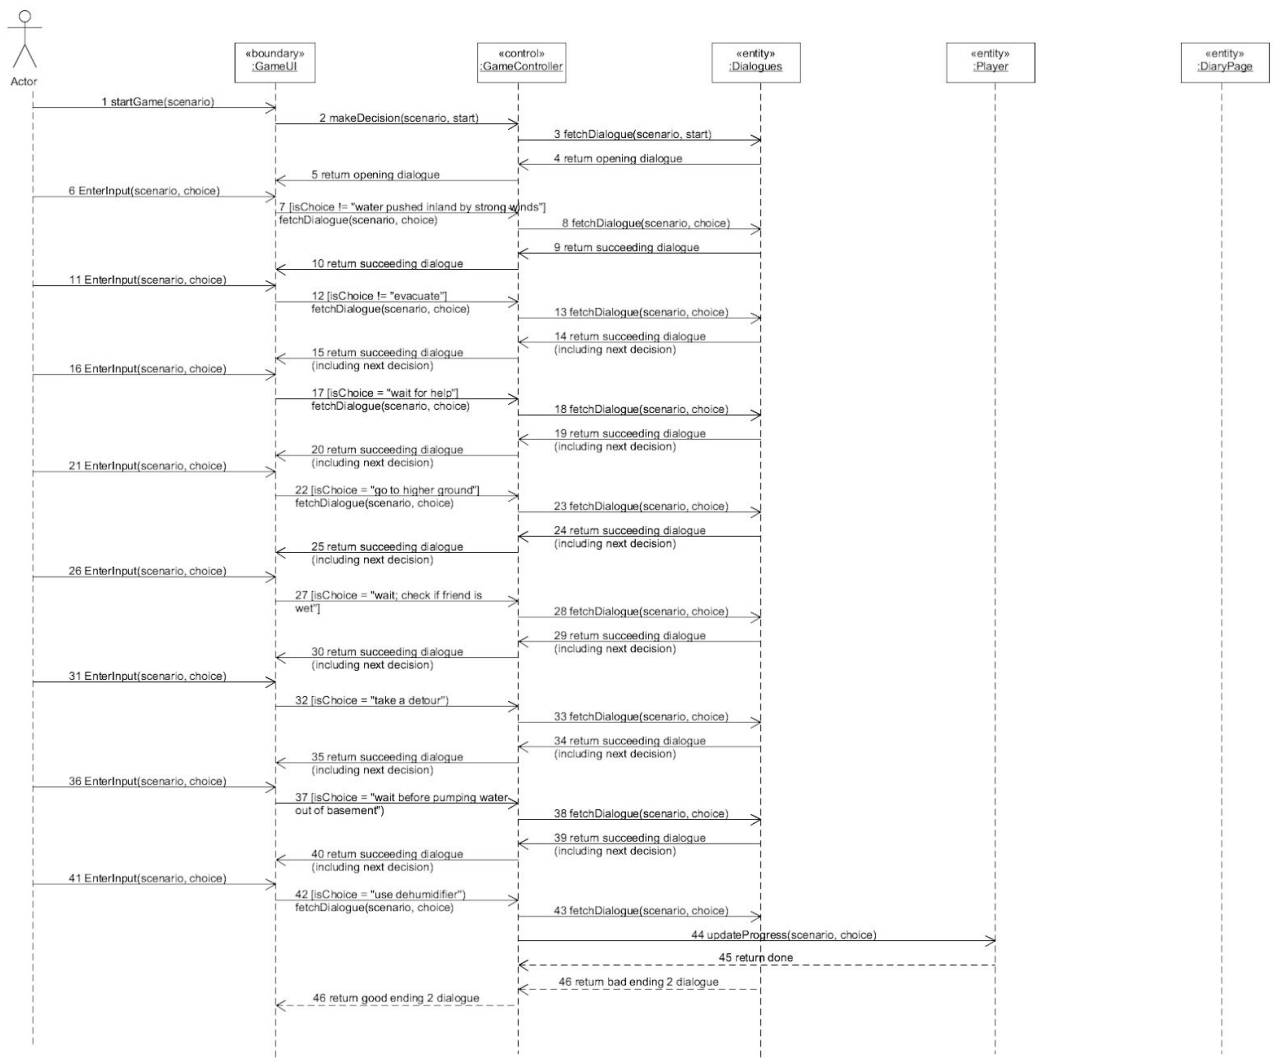 Actor
«boundary»
:GameUI
«control»
:GameController
«entity»
:Dialogues
«entity»
:Player
«entity»
:DiaryPage
1 startGame(scenario)
2 makeDecision(scenario, start)
3 fetchDialogue(scenario, start)
4 return opening dialogue
5 return opening dialogue
6 EnterInput(scenario, choice)
7 [isChoice != "water pushed inland by strong winds"]
fetchDialogue(scenario, choice)
8 fetchDialogue(scenario, choice)
9 return succeeding dialogue
10 return succeeding dialogue
11 EnterInput(scenario, choice)
12 [isChoice != "evacuate"]
fetchDialogue(scenario, choice)
13 fetchDialogue(scenario, choice)
14 return succeeding dialogue
(including next decision)
15 return succeeding dialogue
(including next decision)
16 EnterInput(scenario, choice)
17 [isChoice = "wait for help"]
fetchDialogue(scenario, choice)
18 fetchDialogue(scenario, choice)
19 return succeeding dialogue
(including next decision)
20 return succeeding dialogue
(including next decision)
21 EnterInput(scenario, choice)
22 [isChoice = "go to higher ground"]
fetchDialogue(scenario, choice)
23 fetchDialogue(scenario, choice)
24 return succeeding dialogue
(including next decision)
25 return succeeding dialogue
(including next decision)
26 EnterInput(scenario, choice)
27 [isChoice = "wait; check if friend is
wet"]
28 fetchDialogue(scenario, choice)
29 return succeeding dialogue
(including next decision)
30 return succeeding dialogue
(including next decision)
31 EnterInput(scenario, choice)
32 [isChoice = "take a detour")
33 fetchDialogue(scenario, choice)
34 return succeeding dialogue
(including next decision)
35 return succeeding dialogue
(including next decision)
36 EnterInput(scenario, choice)
37 [isChoice = "wait before pumping water
out of basement")
38 fetchDialogue(scenario, choice)
39 return succeeding dialogue
(including next decision)
40 return succeeding dialogue
(including next decision)
41 EnterInput(scenario, choice)
42 [isChoice = "use dehumidifier")
fetchDialogue(scenario, choice)
43 fetchDialogue(scenario, choice)
44 updateProgress(scenario, choice)
45 return done
46 return bad ending 2 dialogue
46 return good ending 2 dialogue